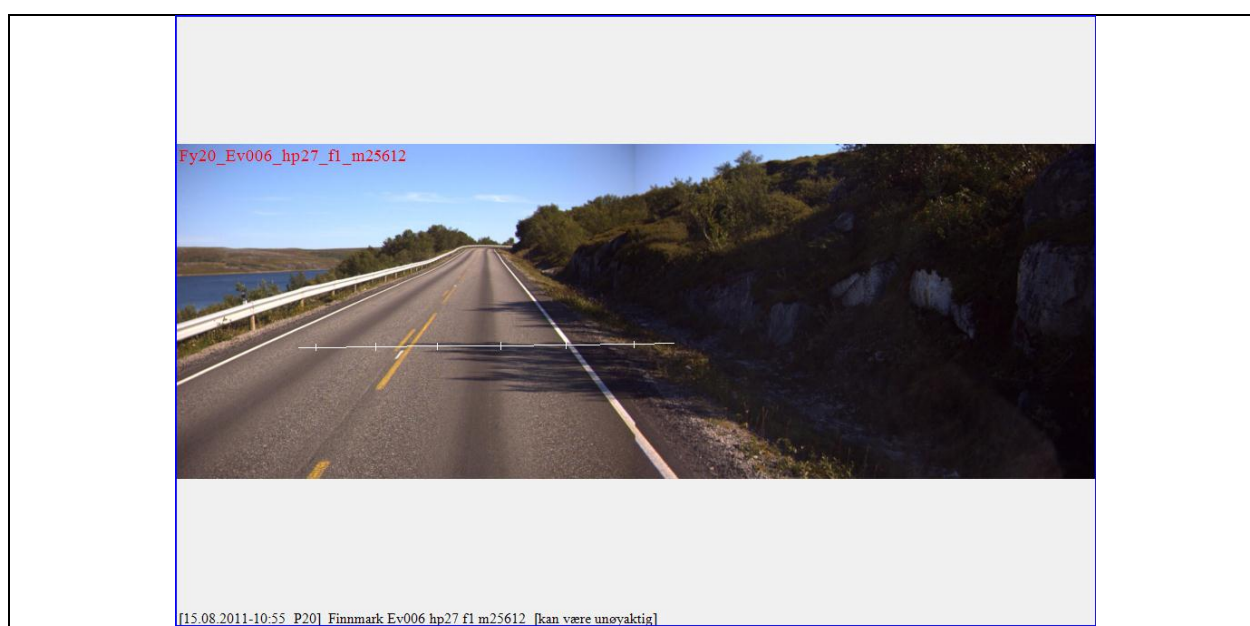 Fy20_Ev006_hp27_f1_m25612
[15.08.2011-10:55 P20] Finnmark Ev006 hp27 f1 m25612 [kan være unøyaktig]